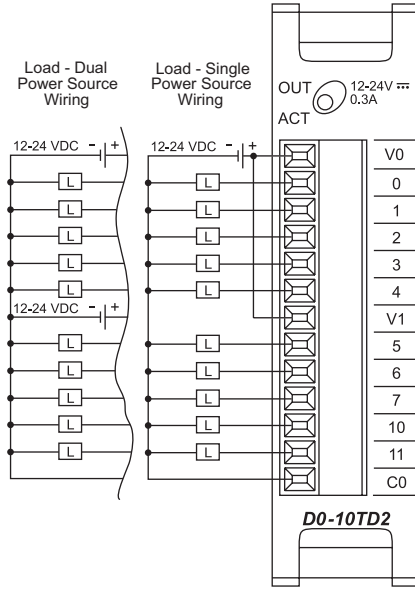 Load - Dual
Power Source
Wiring
Load - Single
Power Source
Wiring
OUT
12-24V ⎓
0.3A
ACT
12-24 VDC - +
12-24 VDC - +
V0
L
L
0
L
L
1
L
L
2
L
L
3
L
L
4
12-24 VDC - +
V1
L
L
5
L
L
6
L
L
7
L
L
10
L
L
11
C0
D0-10TD2